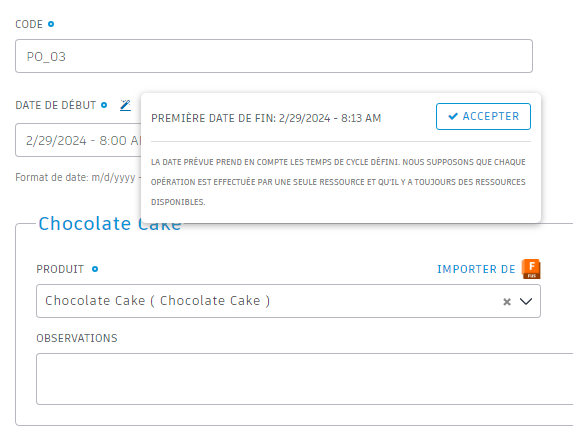 CODE
PO_03
DATE DE DÉBUT
PREMIÈRE DATE DE FIN: 2/29/2024 - 8:13 AM
ACCEPTER
2/29/2024 - 8:00 A
LA DATE PRÉVUE PREND EN COMPTE LES TEMPS DE CYCLE DÉFINI. NOUS SUPPOSONS QUE CHAQUE
OPÉRATION EST EFFECTUÉE PAR UNE SEULE RESSOURCE ET QU'IL Y A TOUJOURS DES RESSOURCES
DISPONIBLES.
Format de date: m/d/yyyy -
Chocolate Cake
PRODUIT
IMPORTER DE
F
Chocolate Cake ( Chocolate Cake )
OBSERVATIONS